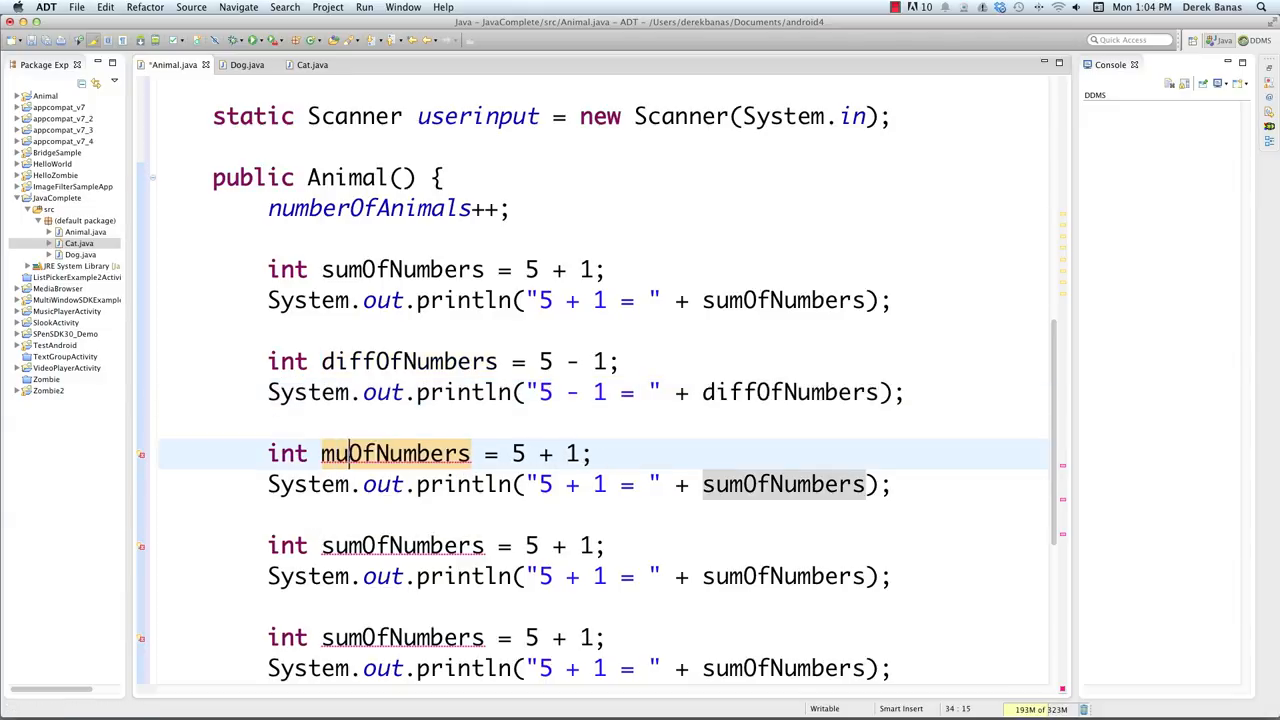 ADT File Edit Refactor Source Navigate Search Project Run Window Help 10 Mon 1:04 PM Derek Banas
Java - JavaComplete/src/Animal.java - ADT - /Users/derekbanas/Documents/android4
Quick Access Java DDMS
Package Exp
*Animal.java Dog.java Cat.java
Console
DDMS
Animal
appcompat_v7
appcompat_v7_2
appcompat_v7_3
appcompat_v7_4
BridgeSample
HelloWorld
HelloZombie
ImageFilterSampleApp
JavaComplete
src
(default package)
Animal.java
Cat.java
Dog.java
JRE System Library [Ja
ListPickerExample2Activi
MediaBrowser
MultiWindowSDKExample
MusicPlayerActivity
SlookActivity
SPenSDK30_Demo
TestAndroid
TextGroupActivity
VideoPlayerActivity
Zombie
Zombie2
static Scanner userinput = new Scanner(System.in);
public Animal() {
numberOfAnimals++;
int sumOfNumbers = 5 + 1;
System.out.println("5 + 1 = " + sumOfNumbers);
int diffOfNumbers = 5 - 1;
System.out.println("5 - 1 = " + diffOfNumbers);
int muOfNumbers = 5 + 1;
System.out.println("5 + 1 = " + sumOfNumbers);
int sumOfNumbers = 5 + 1;
System.out.println("5 + 1 = " + sumOfNumbers);
int sumOfNumbers = 5 + 1;
System.out.println("5 + 1 = " + sumOfNumbers);
Writable Smart Insert 34 : 15 193M of 323M